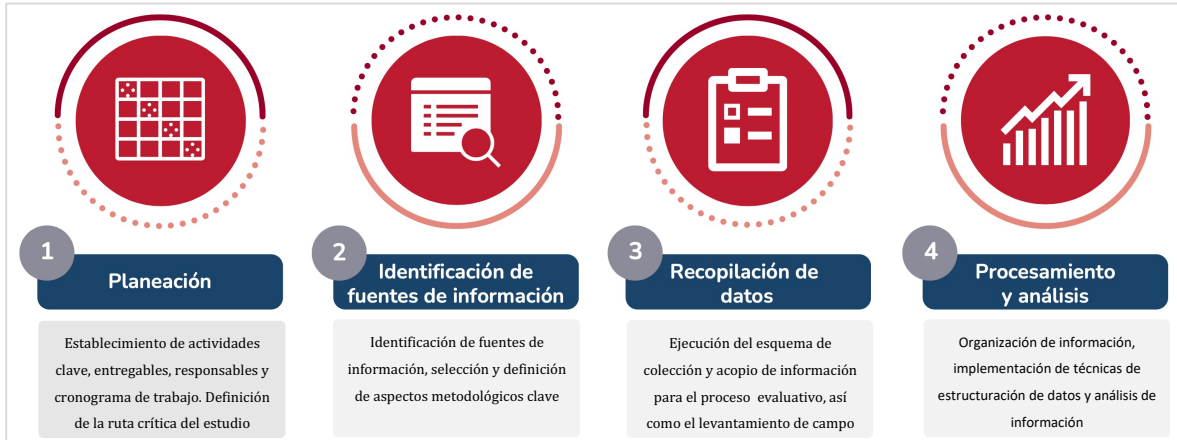 1
Planeación
Establecimiento de actividades
clave, entregables, responsables y
cronograma de trabajo. Definición
de la ruta crítica del estudio
2
Identificación de
fuentes de información
Identificación de fuentes de
información, selección y definición
de aspectos metodológicos clave
3
Recopilación de
datos
Ejecución del esquema de
colección y acopio de información
para el proceso evaluativo, así
como el levantamiento de campo
4
Procesamiento
y análisis
Organización de información,
implementación de técnicas de
estructuración de datos y análisis de
información